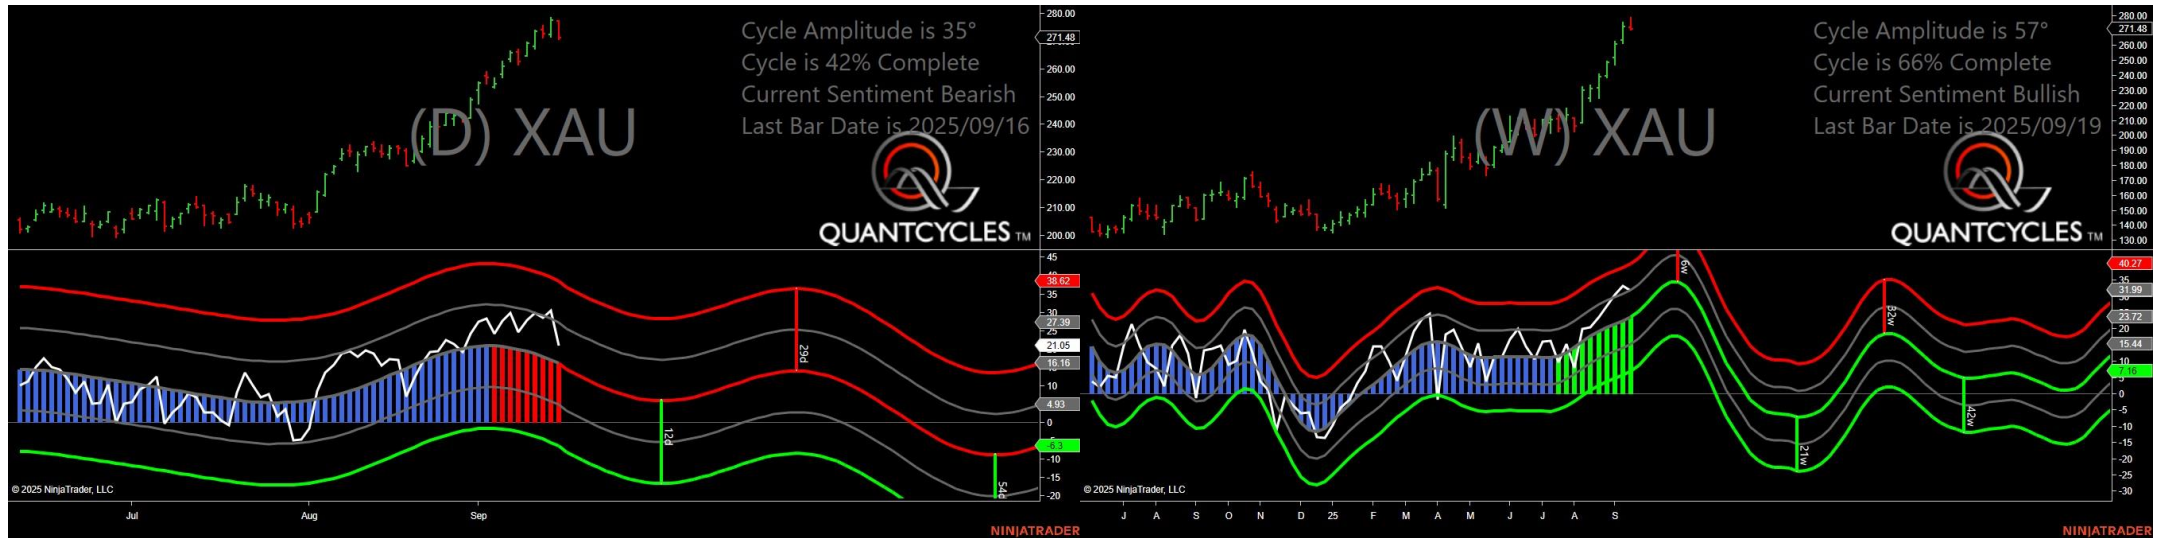 (D) XAU
Cycle Amplitude is 35°
Cycle is 42% Complete
Current Sentiment Bearish
Last Bar Date is 2025/09/16
QUANTCYCLES TM
280.00
271.48
260.00
250.00
240.00
230.00
220.00
210.00
200.00
45
38.62
35
30
27.39
25
21.05
16.16
10
4.93
0
-6.3
-10
-15
-20
12d
29d
54d
© 2025 NinjaTrader, LLC
Jul Aug Sep
NINJATRADER
(W) XAU
Cycle Amplitude is 57°
Cycle is 66% Complete
Current Sentiment Bullish
Last Bar Date is 2025/09/19
QUANTCYCLES TM
280.00
271.48
260.00
250.00
240.00
230.00
220.00
210.00
200.00
190.00
180.00
170.00
160.00
150.00
140.00
130.00
40.27
35
31.99
23.72
20
15.44
10
7.16
0
-5
-10
-15
-20
-25
-30
6w
21w
32w
42w
© 2025 NinjaTrader, LLC
J A S O N D 25 F M A M J J A S
NINJATRADER